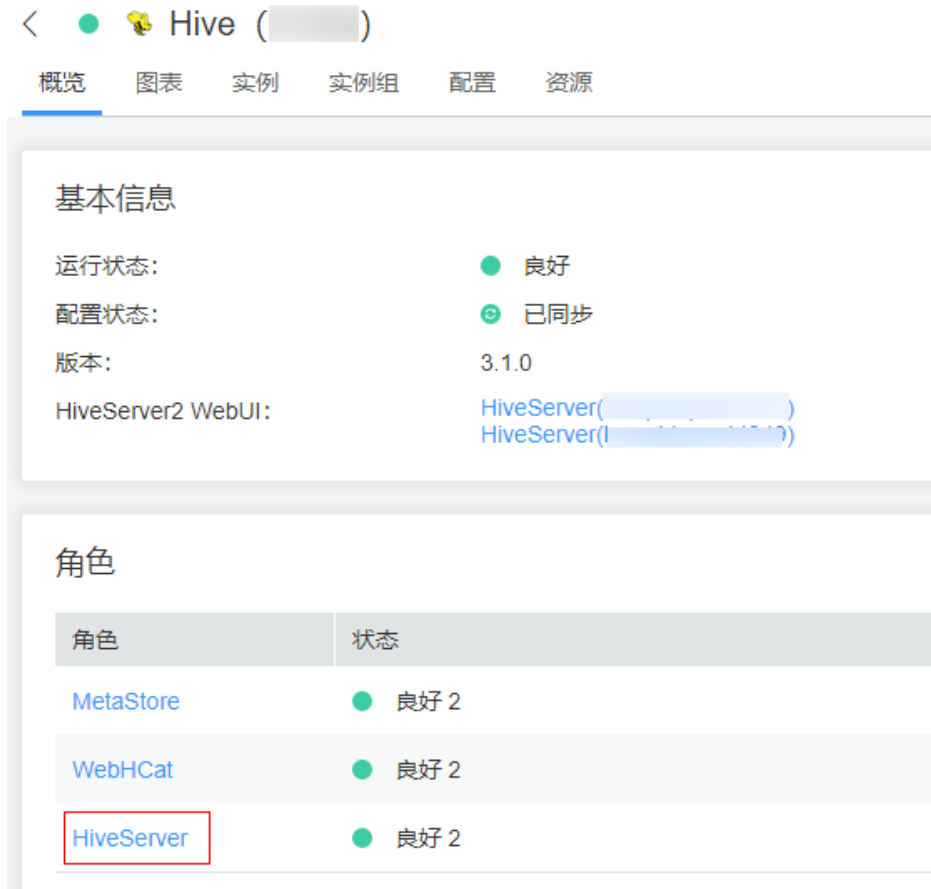 Hive ( )
概览 图表 实例 实例组 配置 资源
基本信息
运行状态: 良好
配置状态: 已同步
版本: 3.1.0
HiveServer2 WebUI: HiveServer( )
HiveServer( )
角色
角色 状态
MetaStore 良好 2
WebHCat 良好 2
HiveServer 良好 2